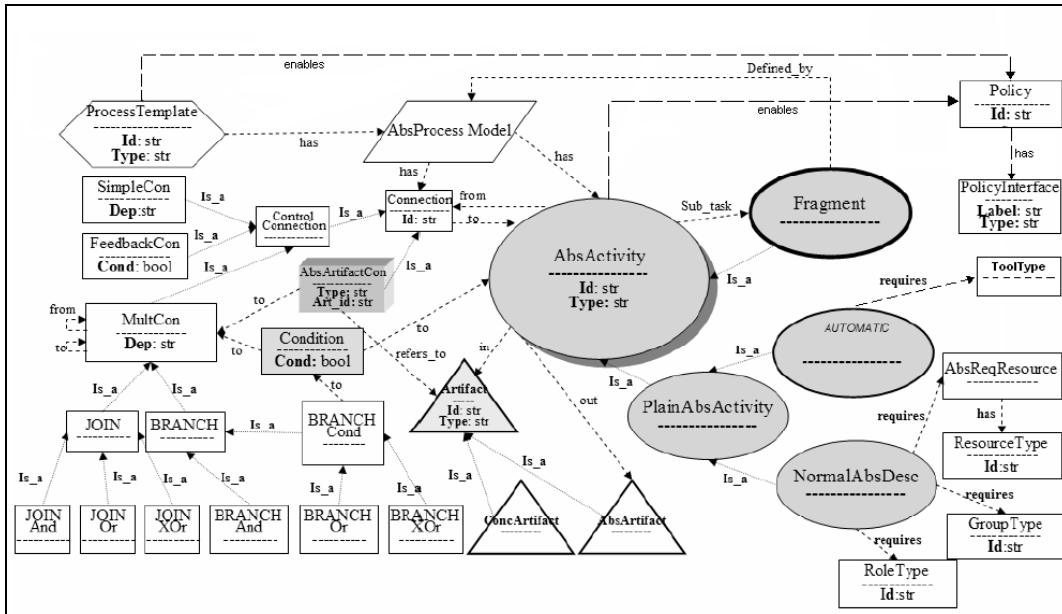 enables
Defined_by
ProcessTemplate
Id: str
Type: str
has
AbsProcess Model
has
has
enables
Policy
Id: str
has
PolicyInterface
Label: str
Type: str
SimpleCon
Dep:str
Is_a
FeedbackCon
Cond: bool
Is_a
Control
Connection
Is_a
Is_a
Connection
Id: str
from
to
Is_a
AbsActivity
Id: str
Type: str
Sub_task
Fragment
Is_a
AbsArtifactCon
Type: str
Art_id: str
to
refers_to
from
to
MultCon
Dep: str
to
Condition
Cond: bool
to
to
in
out
Artifact
Id: str
Type: str
requires
ToolType
AUTOMATIC
Is_a
Is_a
PlainAbsActivity
Is_a
AbsReqResource
requires
has
ResourceType
Id:str
NormalAbsDesc
requires
GroupType
Id:str
requires
RoleType
Id:str
Is_a
Is_a
JOIN
BRANCH
Is_a
BRANCH
Cond
Is_a
Is_a
Is_a
Is_a
Is_a
Is_a
Is_a
Is_a
JOIN
And
JOIN
Or
JOIN
XOr
BRANCH
And
BRANCH
Or
BRANCH
XOr
ConcArtifact
AbsArtifact